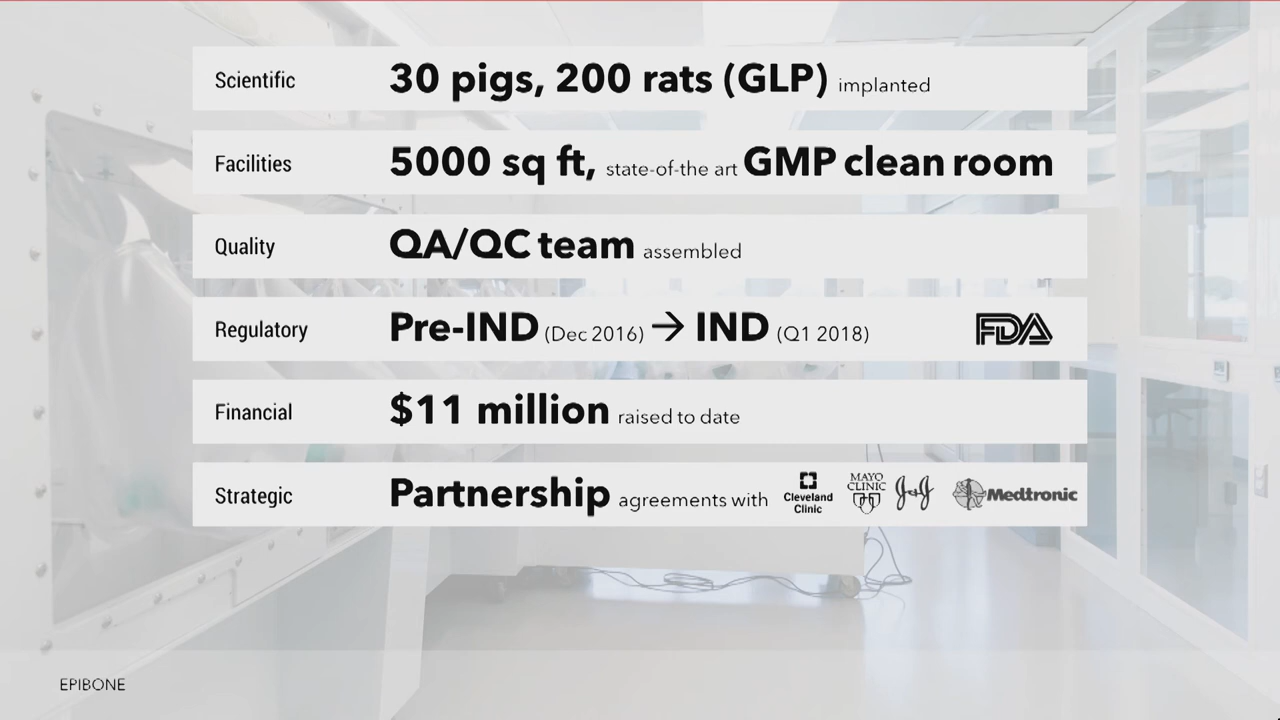 Scientific 30 pigs, 200 rats (GLP) implanted
Facilities 5000 sq ft, state-of-the art GMP clean room
Quality QA/QC team assembled
Regulatory Pre-IND (Dec 2016) → IND (Q1 2018) FDA
Financial $11 million raised to date
Strategic Partnership agreements with Cleveland Clinic MAYO CLINIC J&J Medtronic
EPIBONE